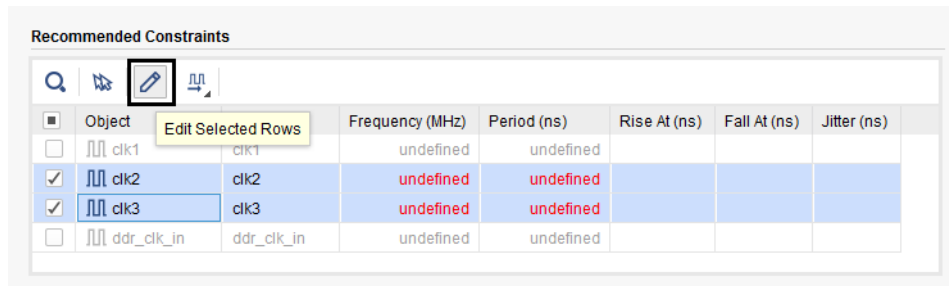 Recommended Constraints
Object Frequency (MHz) Period (ns) Rise At (ns) Fall At (ns) Jitter (ns)
Edit Selected Rows
clk1 clk1 undefined undefined
clk2 clk2 undefined undefined
clk3 clk3 undefined undefined
ddr_clk_in ddr_clk_in undefined undefined